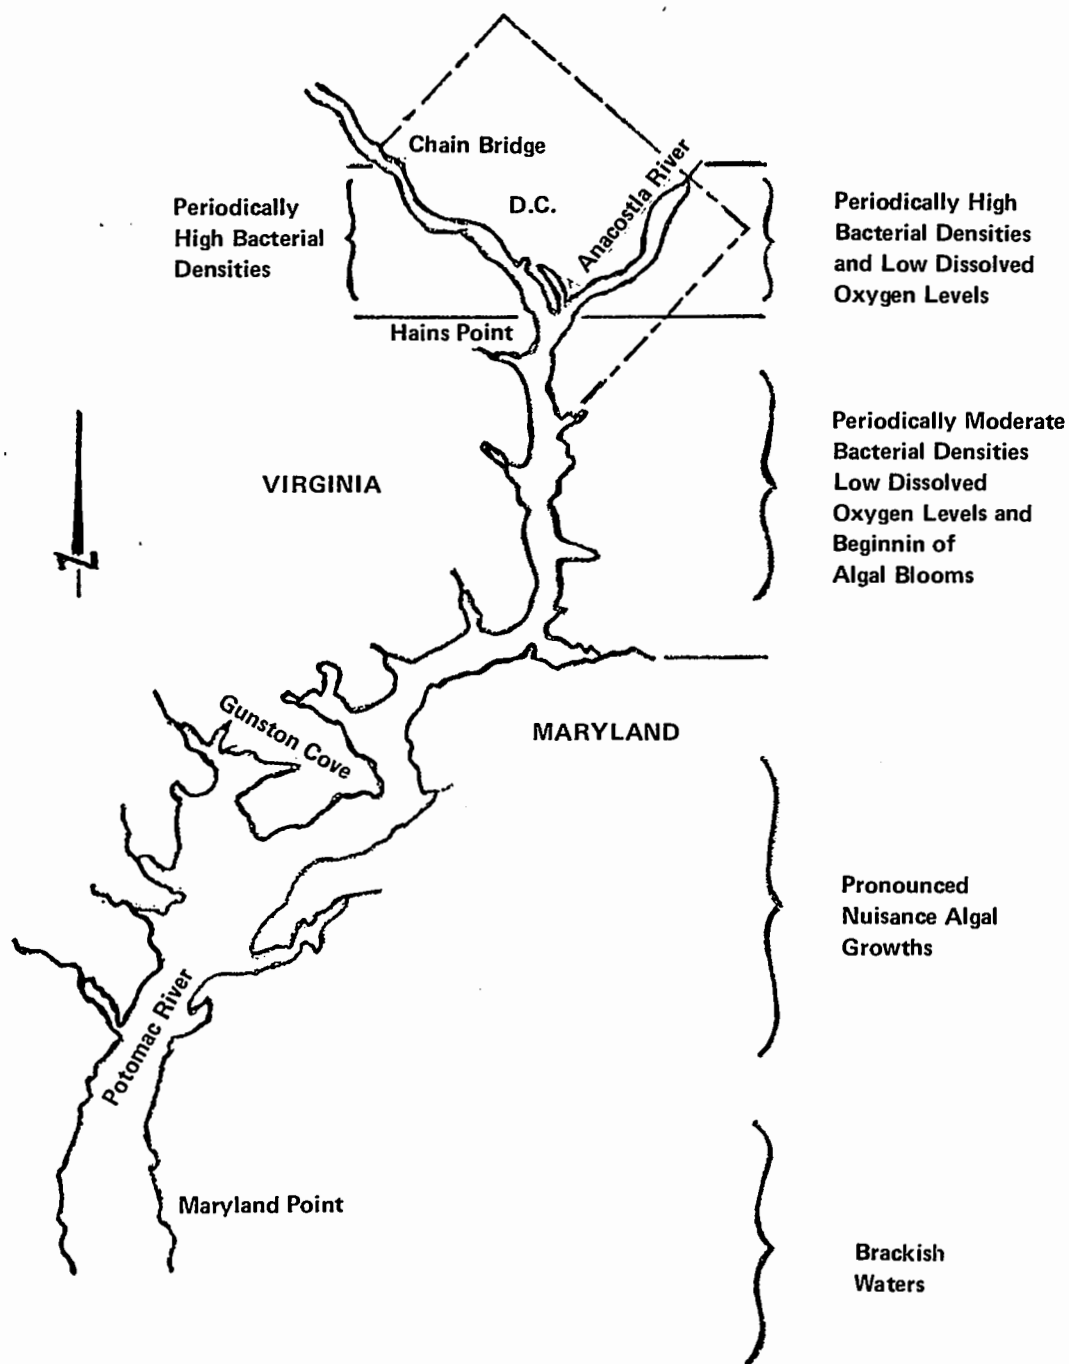 Chain Bridge
Anacostla River
D.C.
Periodically
High Bacterial
Densities
Periodically High
Bacterial Densities
and Low Dissolved
Oxygen Levels
Hains Point
Periodically Moderate
Bacterial Densities
Low Dissolved
Oxygen Levels and
Beginnin of
Algal Blooms
VIRGINIA
N
Gunston Cove
MARYLAND
Pronounced
Nuisance Algal
Growths
Potomac River
Maryland Point
Brackish
Waters